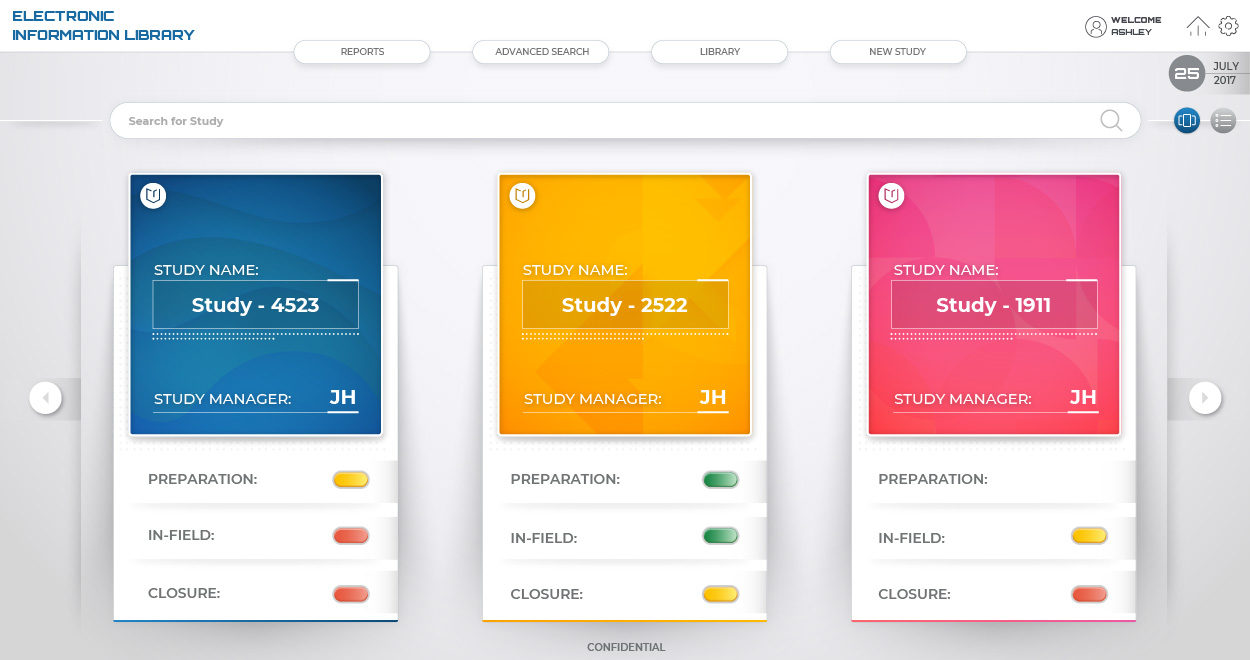 ELECTRONIC
INFORMATION LIBRARY
WELCOME
ASHLEY
REPORTS
ADVANCED SEARCH
LIBRARY
NEW STUDY
25
JULY
2017
Search for Study
STUDY NAME:
Study - 4523
STUDY MANAGER:
JH
PREPARATION:
IN-FIELD:
CLOSURE:
STUDY NAME:
Study - 2522
STUDY MANAGER:
JH
PREPARATION:
IN-FIELD:
CLOSURE:
STUDY NAME:
Study - 1911
STUDY MANAGER:
JH
PREPARATION:
IN-FIELD:
CLOSURE:
CONFIDENTIAL